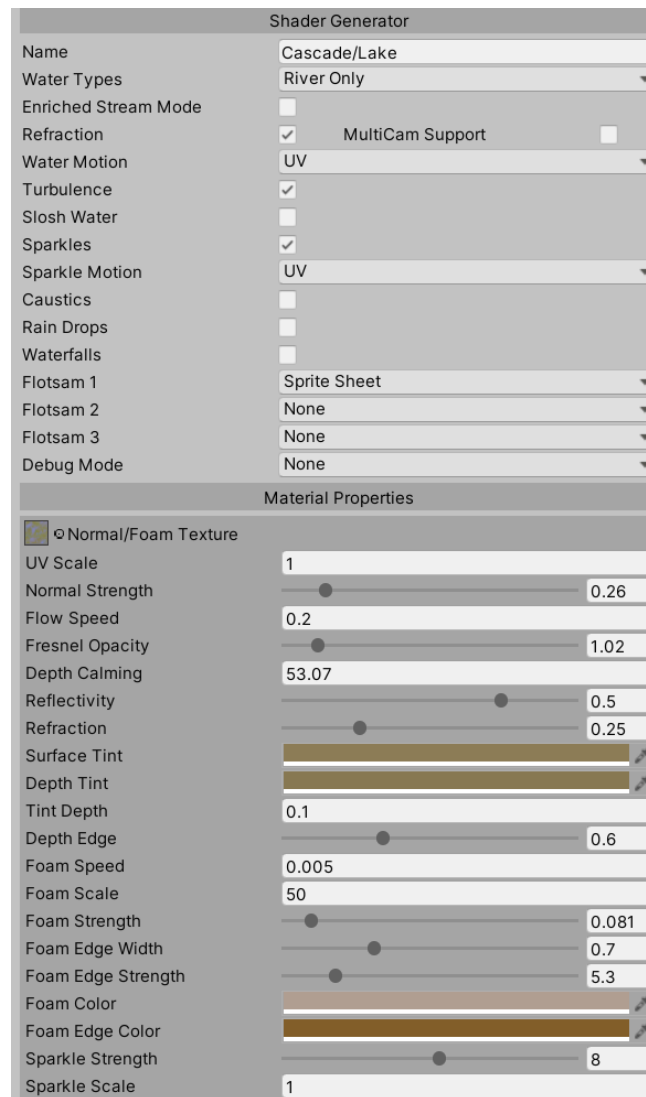 Shader Generator
Name Cascade/Lake
Water Types River Only
Enriched Stream Mode
Refraction MultiCam Support
Water Motion UV
Turbulence
Slosh Water
Sparkles
Sparkle Motion UV
Caustics
Rain Drops
Waterfalls
Flotsam 1 Sprite Sheet
Flotsam 2 None
Flotsam 3 None
Debug Mode None
Material Properties
Normal/Foam Texture
UV Scale 1
Normal Strength 0.26
Flow Speed 0.2
Fresnel Opacity 1.02
Depth Calming 53.07
Reflectivity 0.5
Refraction 0.25
Surface Tint
Depth Tint
Tint Depth 0.1
Depth Edge 0.6
Foam Speed 0.005
Foam Scale 50
Foam Strength 0.081
Foam Edge Width 0.7
Foam Edge Strength 5.3
Foam Color
Foam Edge Color
Sparkle Strength 8
Sparkle Scale 1